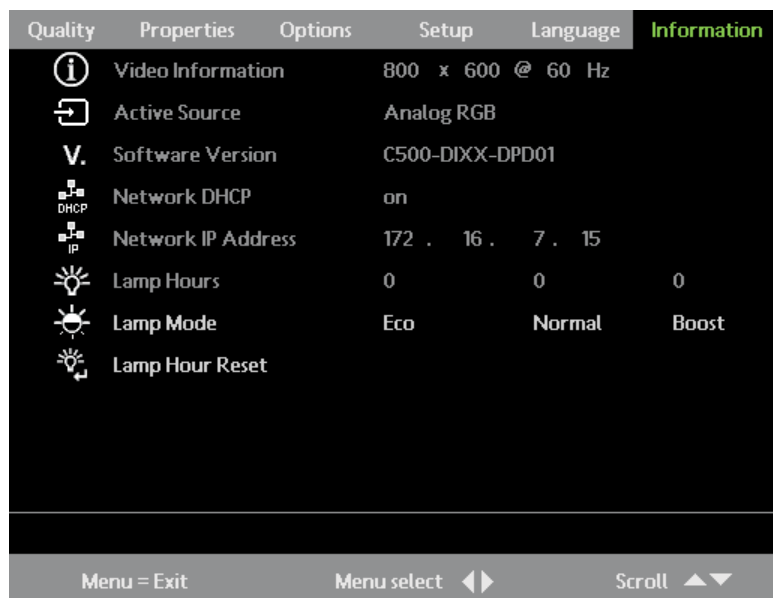 Quality Properties Options Setup Language Information
Video Information 800 x 600 @ 60 Hz
Active Source Analog RGB
V. Software Version C500-DIXX-DPD01
DHCP Network DHCP on
IP Network IP Address 172 . 16 . 7 . 15
Lamp Hours 0 0 0
Lamp Mode Eco Normal Boost
Lamp Hour Reset
Menu = Exit Menu select Scroll